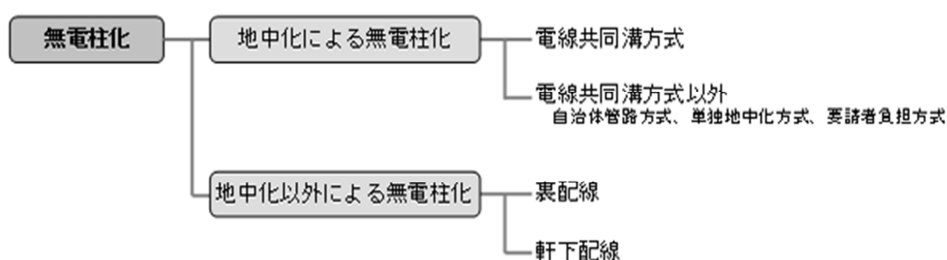 無電柱化
地中化による無電柱化
電線共同溝方式
電線共同溝方式以外
自治体管路方式、単独地中化方式、要請者負担方式
地中化以外による無電柱化
裏配線
軒下配線